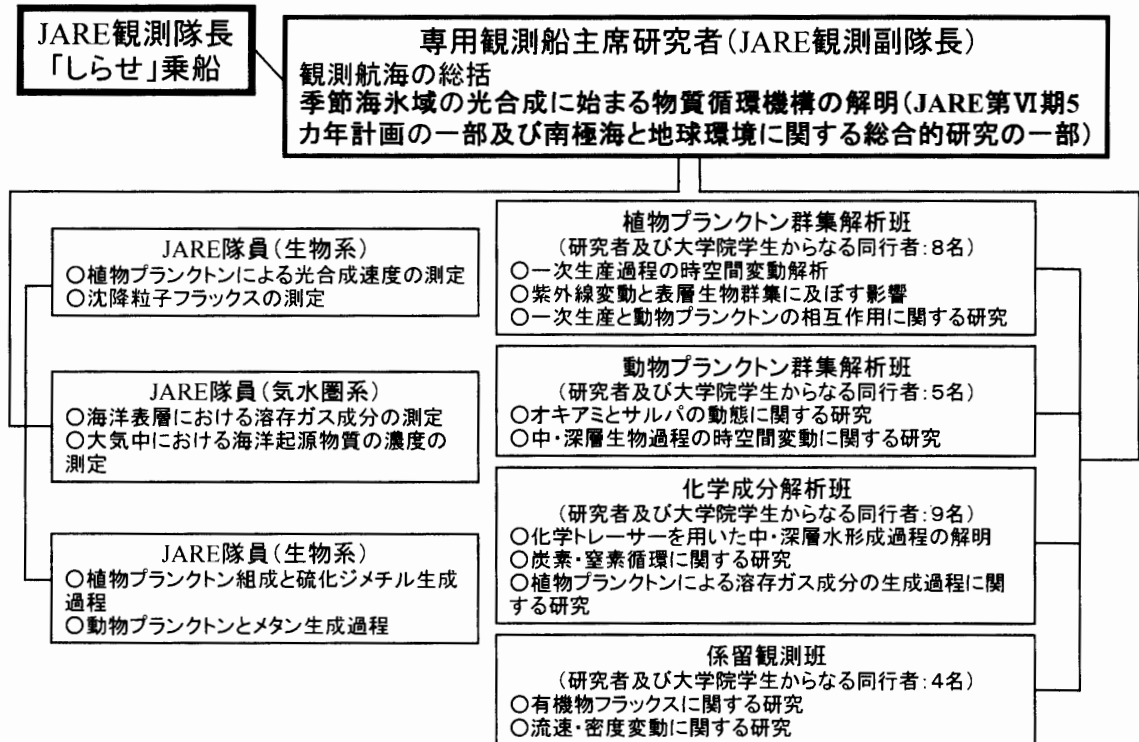 JARE観測隊長
「しらせ」乗船
専用観測船主席研究者(JARE観測副隊長)
観測航海の総括
季節海氷域の光合成に始まる物質循環機構の解明(JARE第Ⅵ期5
カ年計画の一部及び南極海と地球環境に関する総合的研究の一部)
JARE隊員(生物系)
○植物プランクトンによる光合成速度の測定
○沈降粒子フラックスの測定
JARE隊員(気水圏系)
○海洋表層における溶存ガス成分の測定
○大気中における海洋起源物質の濃度の
測定
JARE隊員(生物系)
○植物プランクトン組成と硫化ジメチル生成
過程
○動物プランクトンとメタン生成過程
植物プランクトン群集解析班
(研究者及び大学院学生からなる同行者:8名)
○一次生産過程の時空間変動解析
○紫外線変動と表層生物群集に及ぼす影響
○一次生産と動物プランクトンの相互作用に関する研究
動物プランクトン群集解析班
(研究者及び大学院学生からなる同行者:5名)
○オキアミとサルパの動態に関する研究
○中・深層生物過程の時空間変動に関する研究
化学成分解析班
(研究者及び大学院学生からなる同行者:9名)
○化学トレーサーを用いた中・深層水形成過程の解明
○炭素・窒素循環に関する研究
○植物プランクトンによる溶存ガス成分の生成過程に関
する研究
係留観測班
(研究者及び大学院学生からなる同行者:4名)
○有機物フラックスに関する研究
○流速・密度変動に関する研究